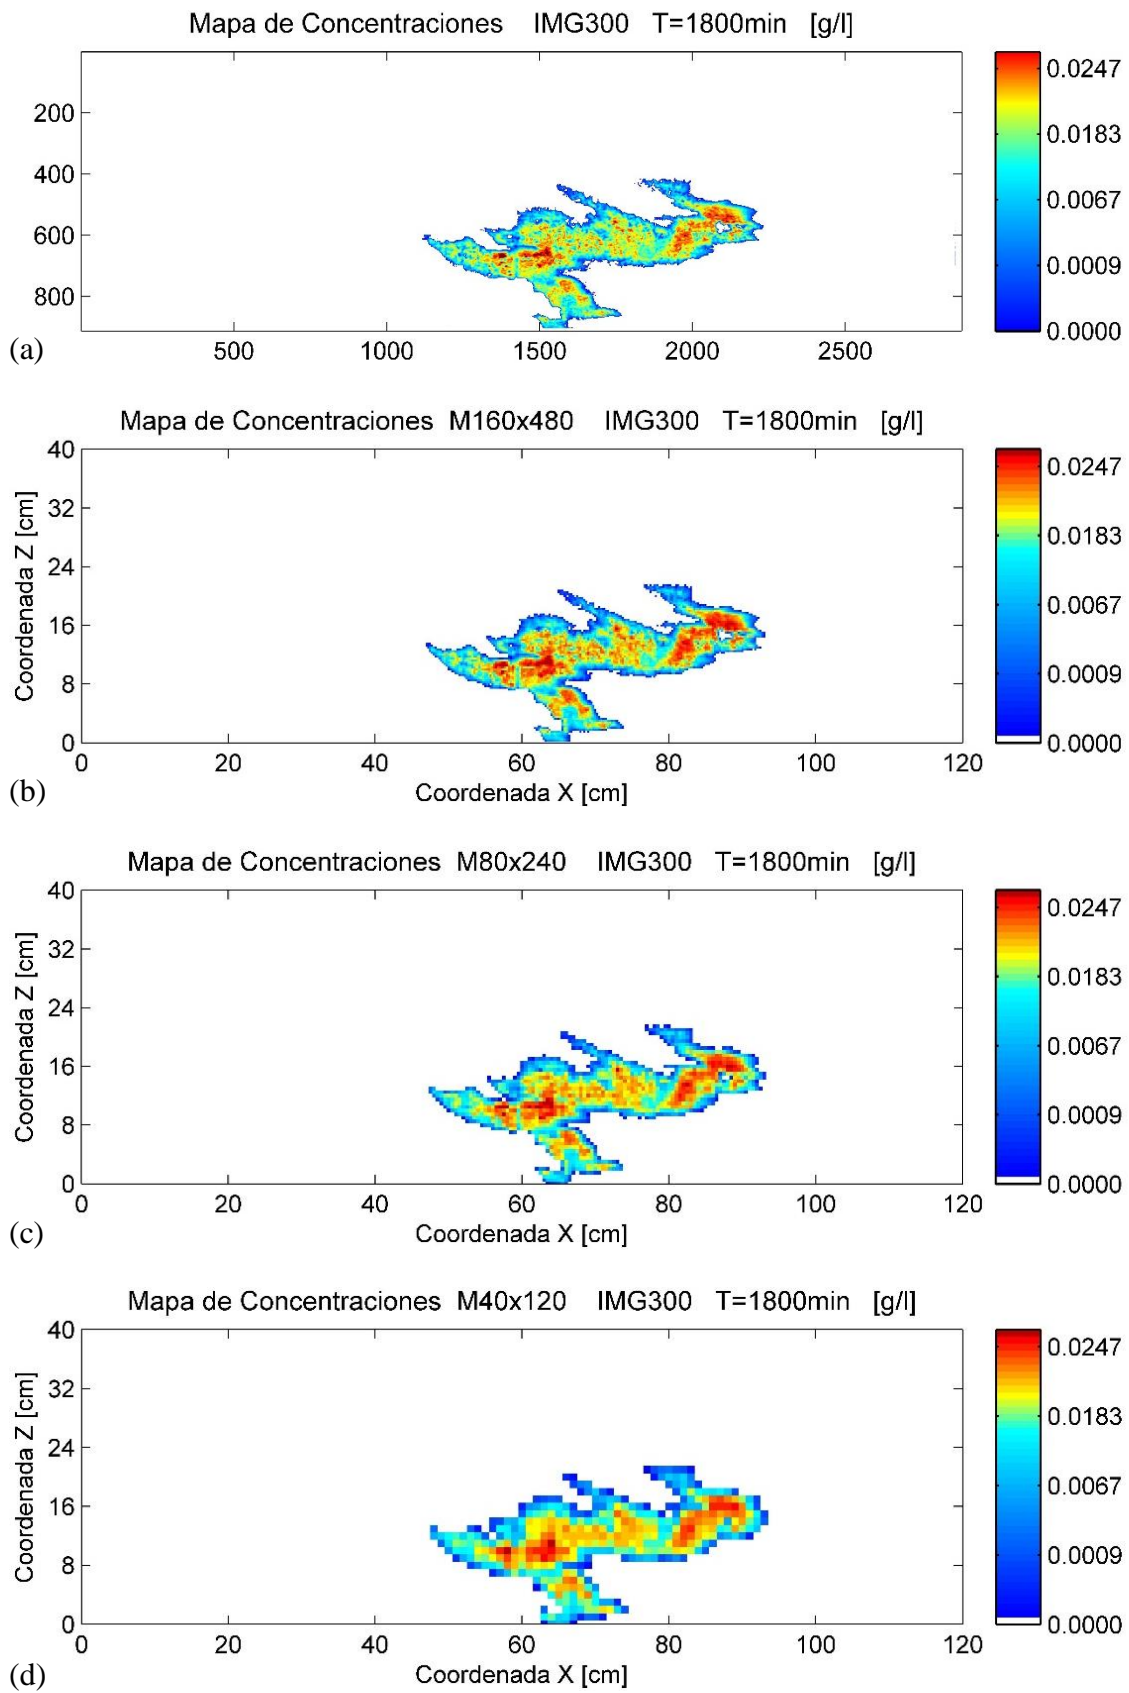 Mapa de Concentraciones IMG300 T=1800min [g/l]
200
400
600
800
500 1000 1500 2000 2500
0.0247
0.0183
0.0067
0.0009
0.0000
(a)
Mapa de Concentraciones M160x480 IMG300 T=1800min [g/l]
Coordenada Z [cm]
40
32
24
16
8
0
0 20 40 60 80 100 120
Coordenada X [cm]
0.0247
0.0183
0.0067
0.0009
0.0000
(b)
Mapa de Concentraciones M80x240 IMG300 T=1800min [g/l]
Coordenada Z [cm]
40
32
24
16
8
0
0 20 40 60 80 100 120
Coordenada X [cm]
0.0247
0.0183
0.0067
0.0009
0.0000
(c)
Mapa de Concentraciones M40x120 IMG300 T=1800min [g/l]
Coordenada Z [cm]
40
32
24
16
8
0
0 20 40 60 80 100 120
Coordenada X [cm]
0.0247
0.0183
0.0067
0.0009
0.0000
(d)